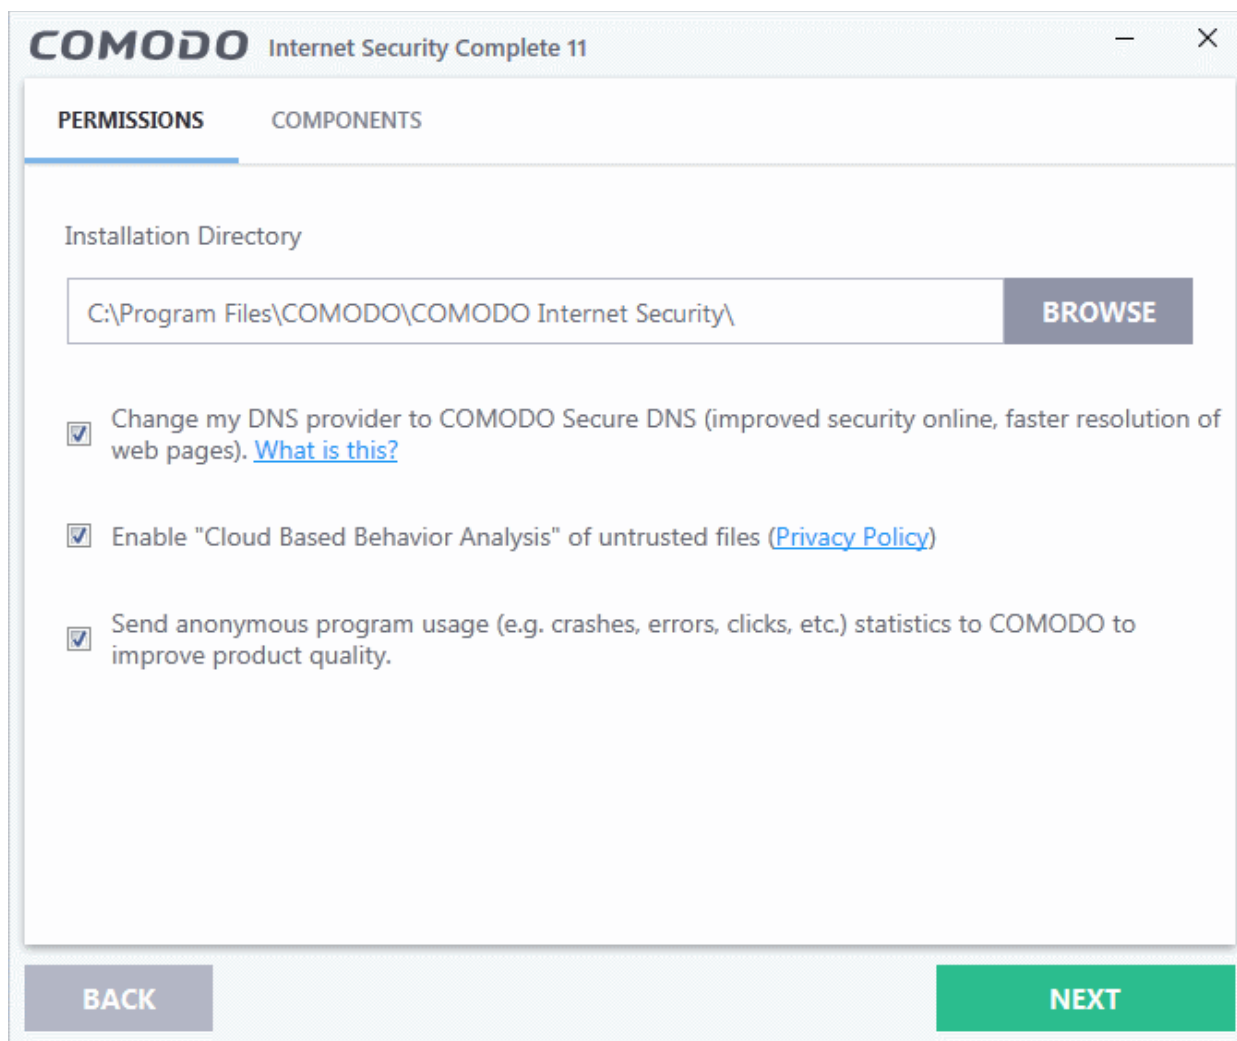 COMODO Internet Security Complete 11
PERMISSIONS COMPONENTS
Installation Directory
C:\Program Files\COMODO\COMODO Internet Security\ BROWSE
Change my DNS provider to COMODO Secure DNS (improved security online, faster resolution of
web pages). What is this?
Enable "Cloud Based Behavior Analysis" of untrusted files (Privacy Policy)
Send anonymous program usage (e.g. crashes, errors, clicks, etc.) statistics to COMODO to
improve product quality.
BACK NEXT